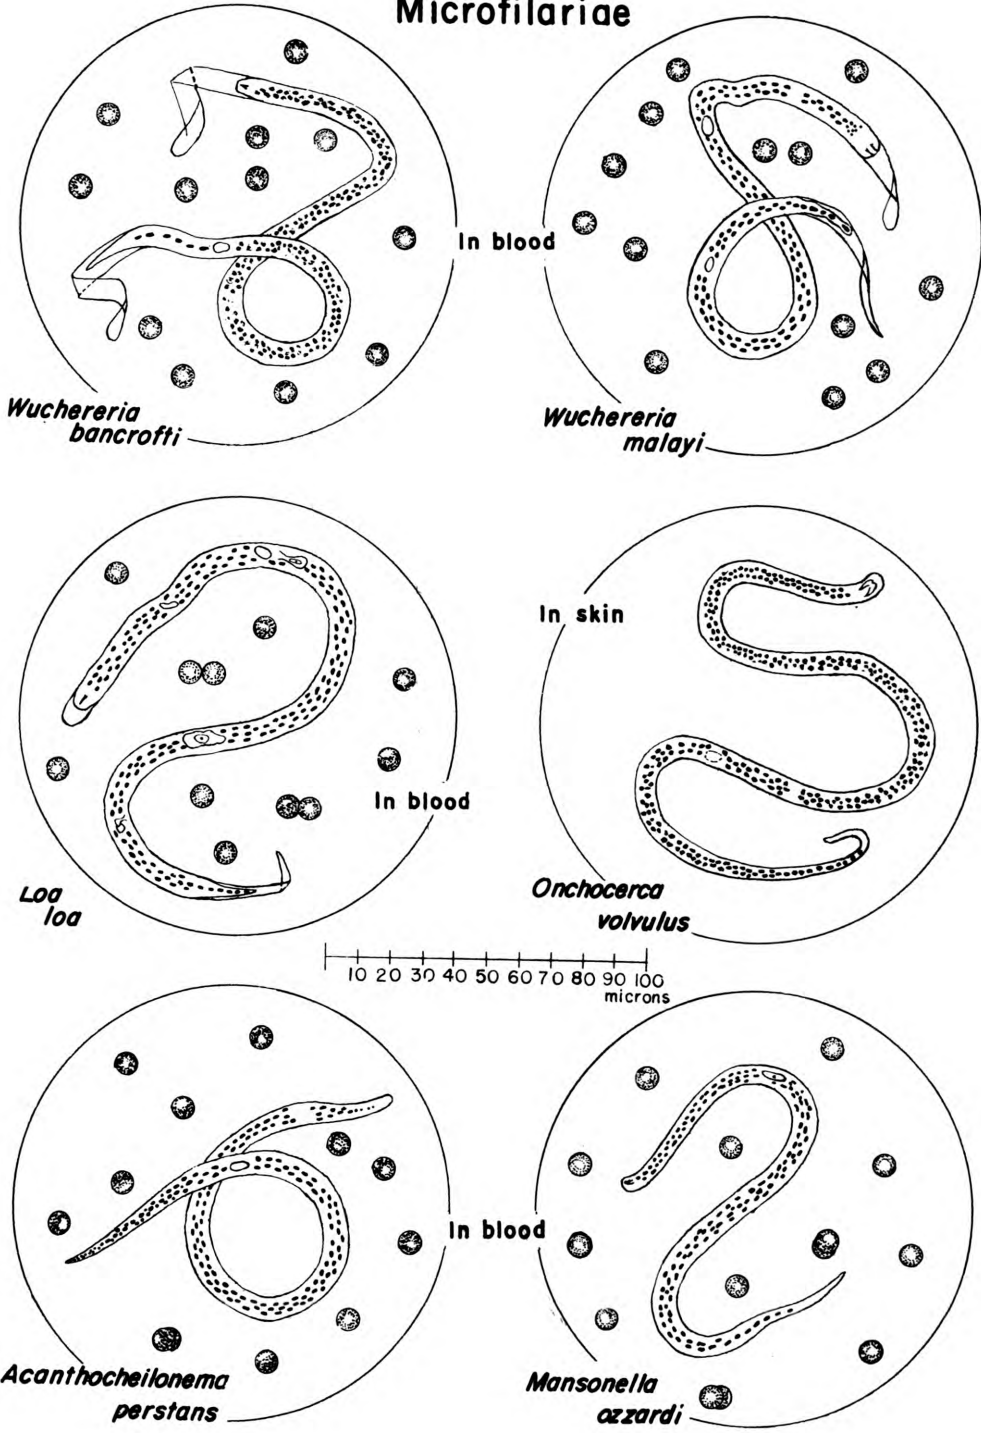 Microfilariae
In blood
Wuchereria
bancrofti
Wuchereria
malayi
In skin
In blood
Loa
loa
Onchocerca
volvulus
10 20 30 40 50 60 70 80 90 100
microns
In blood
Acanthocheilonema
perstans
Mansonella
ozzardi